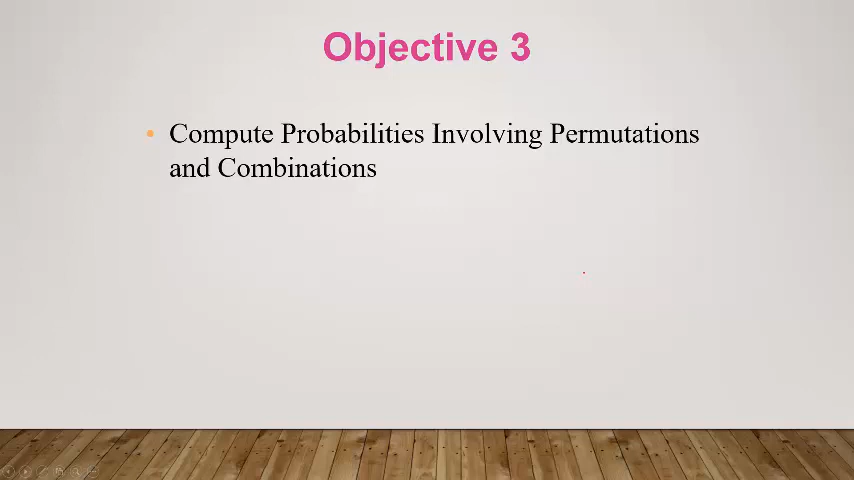 Objective 3
• Compute Probabilities Involving Permutations
and Combinations